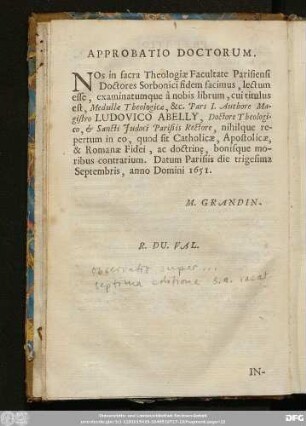 APPROBATIO DOCTORUM.
NOs in sacra Theologiæ Facultate Parisiensi
Doctores Sorbonici fidem facimus, lectum
esse, examinatumque à nobis librum, cui titulus
est, Medulla Theologica, &c. Pars I. Authore Ma-
gistro LUDOVICO ABELLY, Doctore Theologi-
co, & Sancti Judoci Parisiis Rectore, nihilque re-
pertum in eo, quod sit Catholicæ, Apostolicæ,
& Romanæ Fidei, ac doctrinæ, bonisque mo-
ribus contrarium. Datum Parisiis die trigesima
Septembris, anno Domini 1651.
M. GRANDIN.
R. DU. VAL.
super ...
septima editione
IN-